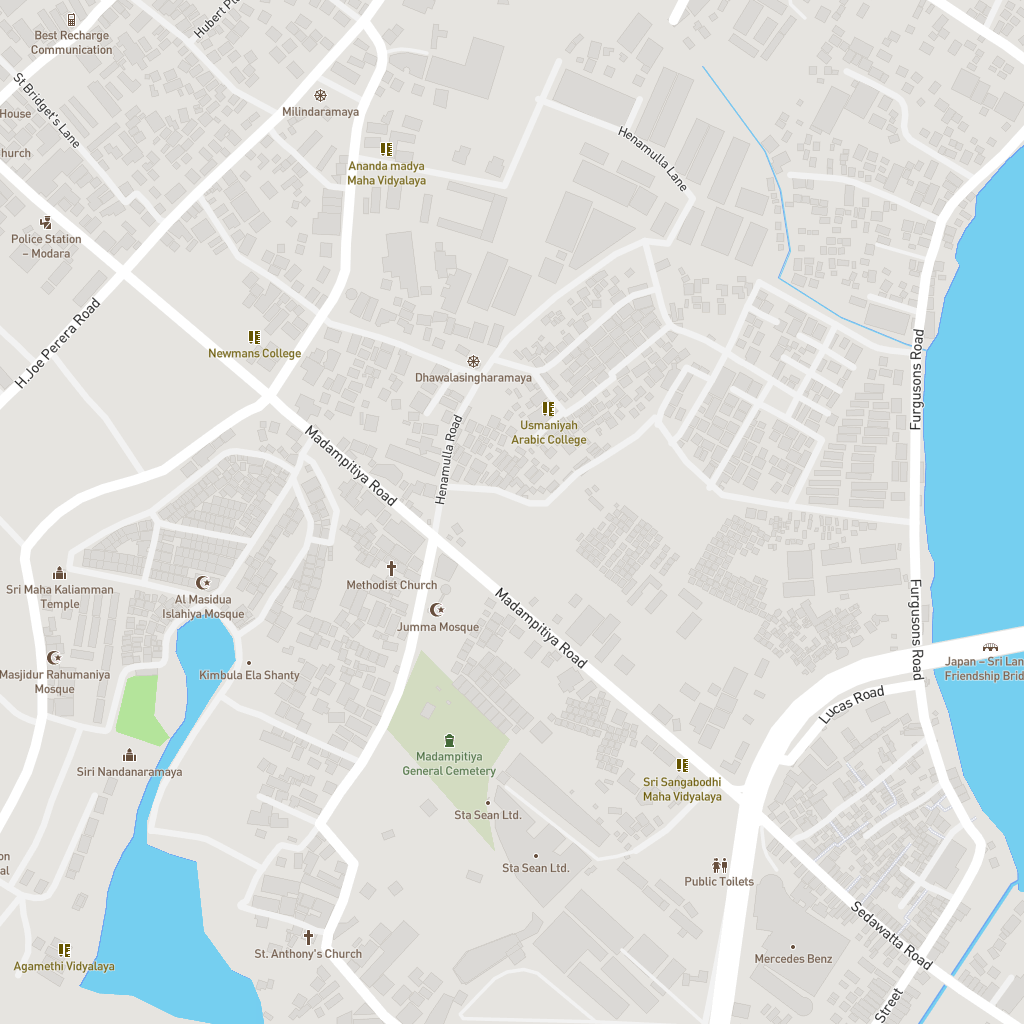 Hubert
Best Recharge
Communication
St.Bridget's Lane
House
hurch
Milindaramaya
Ananda madya
Maha Vidyalaya
Henamulla Lane
Police Station
– Modara
H.Joe Perera Road
Newmans College
Dhawalasingharamaya
Usmaniyah
Arabic College
Furgusons Road
Madampitiya Road
Henamulla Road
Methodist Church
Sri Maha Kaliamman
Temple
Al Masidua
Islahiya Mosque
Jumma Mosque
Madampitiya Road
Furgusons Road
Masjidur Rahumaniya
Mosque
Kimbula Ela Shanty
Japan – Sri Lan
Friendship Brid
Lucas Road
Madampitiya
General Cemetery
Siri Nandanaramaya
Sri Sangabodhi
Maha Vidyalaya
Sta Sean Ltd.
Sta Sean Ltd.
on
al
Public Toilets
Sedawatta Road
St. Anthony's Church
Mercedes Benz
Agamethi Vidyalaya
Street